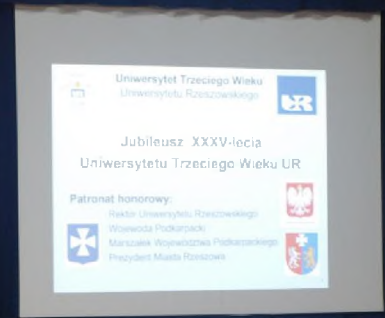 Uniwersytet Trzeciego Wieku
Uniwersytetu Rzeszowskiego
UR
Jubileusz XXXV-lecia
Uniwersytetu Trzeciego Wieku UR
Patronat honorowy:
Rektor Uniwersytetu Rzeszowskiego
Wojewoda Podkarpacki
Marszałek Województwa Podkarpackiego
Prezydent Miasta Rzeszowa